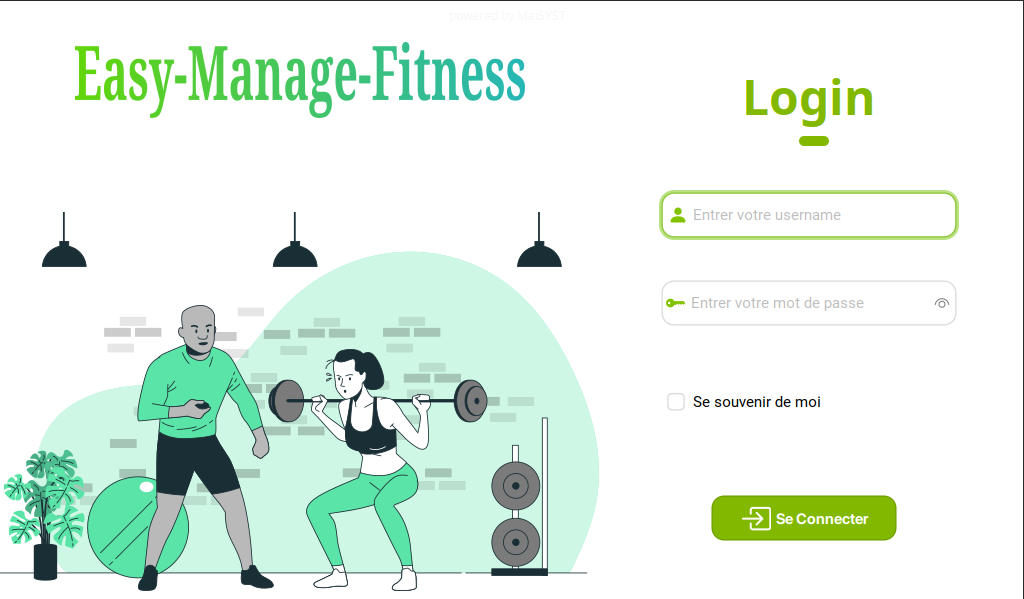 powered by MaiSYST
Easy-Manage-Fitness
Login
Entrer votre username
Entrer votre mot de passe
Se souvenir de moi
Se Connecter